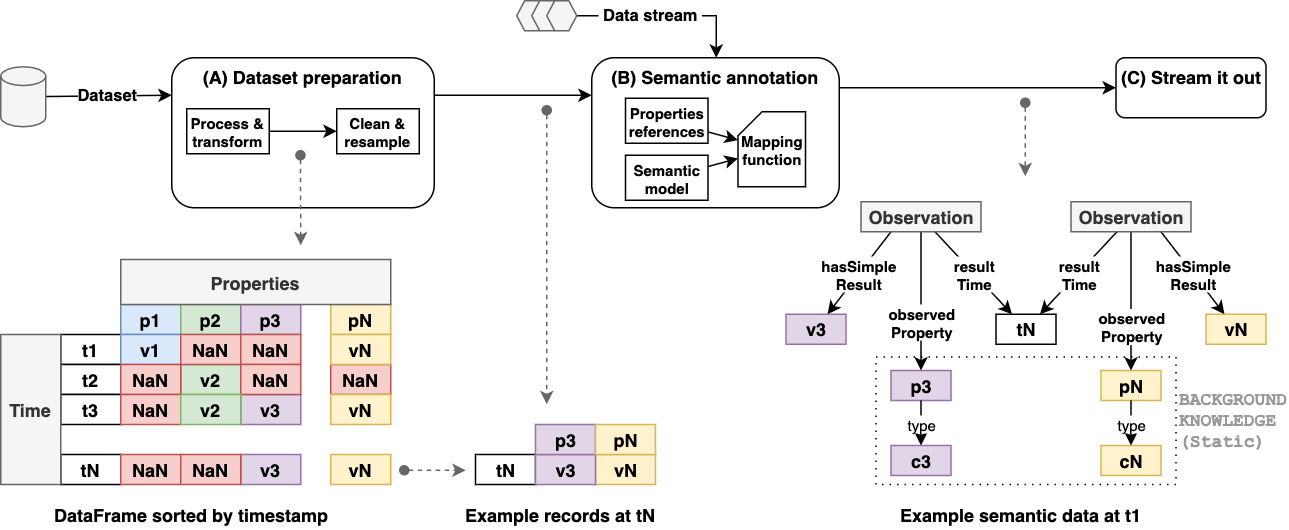 Data stream
Dataset
(A) Dataset preparation
Process &
transform
Clean &
resample
(B) Semantic annotation
Properties
references
Semantic
model
Mapping
function
(C) Stream it out
Properties
p1 p2 p3 pN
Time
t1 v1 NaN NaN vN
t2 NaN v2 NaN NaN
t3 NaN v2 v3 vN
tN NaN NaN v3 vN
DataFrame sorted by timestamp
p3 pN
tN v3 vN
Example records at tN
Observation
hasSimple
Result
observed
Property
result
Time
Observation
result
Time
observed
Property
hasSimple
Result
v3
tN
vN
p3
type
c3
pN
type
cN
BACKGROUND
KNOWLEDGE
(Static)
Example semantic data at t1